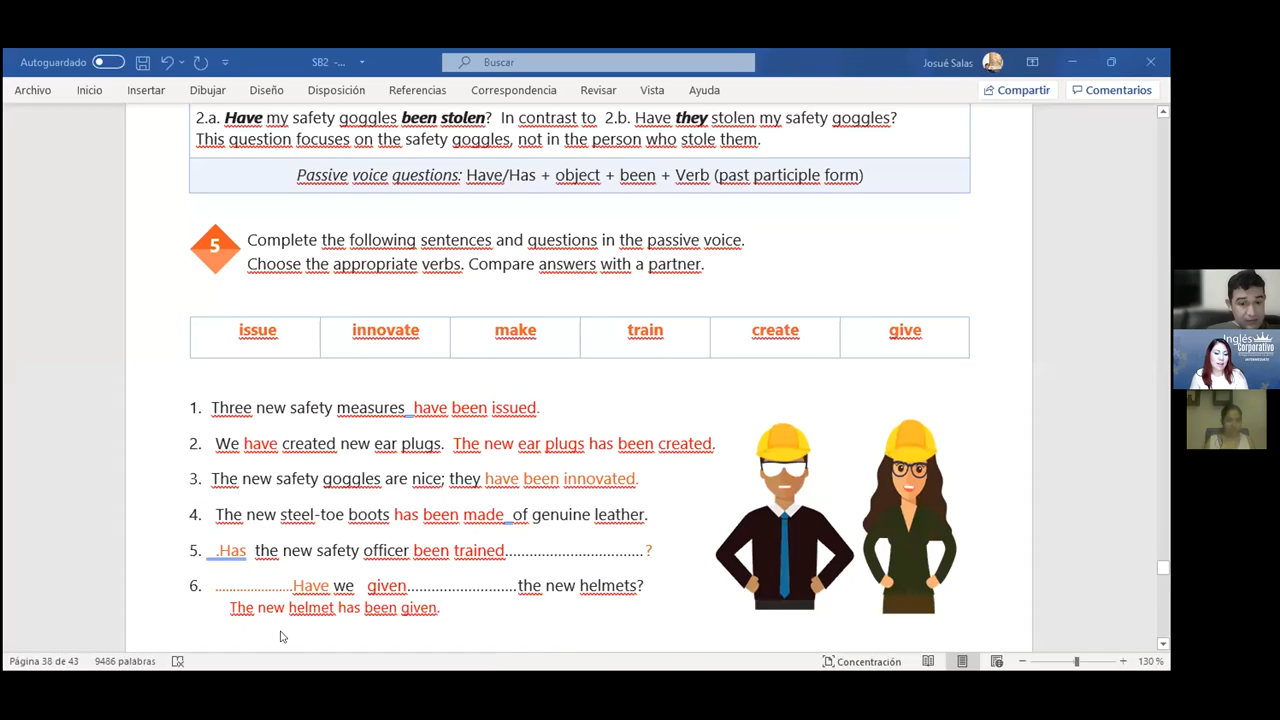 Autoguardado
SB2 -...
Buscar
Josué Salas
Archivo Inicio Insertar Dibujar Diseño Disposición Referencias Correspondencia Revisar Vista Ayuda Compartir Comentarios
2.a. Have my safety goggles been stolen? In contrast to 2.b. Have they stolen my safety goggles?
This question focuses on the safety goggles, not in the person who stole them.
Passive voice questions: Have/Has + object + been + Verb (past participle form)
5
Complete the following sentences and questions in the passive voice.
Choose the appropriate verbs. Compare answers with a partner.
issue innovate make train create give
1. Three new safety measures_have been issued.
2. We have created new ear plugs. The new ear plugs has been created.
3. The new safety goggles are nice; they have been innovated.
4. The new steel-toe boots has been made_of genuine leather.
5. .Has the new safety officer been trained................................?
6. ......................Have we given.........................the new helmets?
The new helmet has been given.
Inglés
Corporativo
INTERMEDIATE
Página 38 de 43 9486 palabras Concentración 130 %